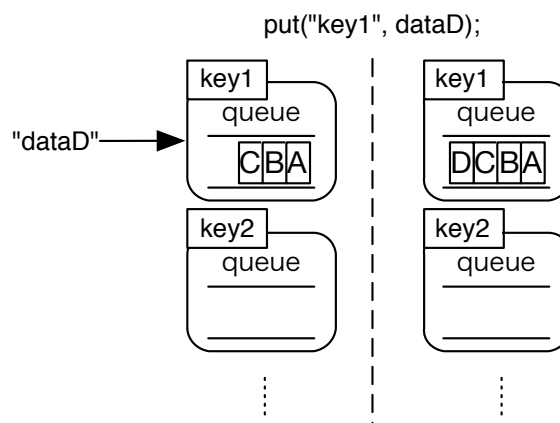 put("key1", dataD);
key1
queue
"dataD"
CBA
key2
queue
key1
queue
DCBA
key2
queue